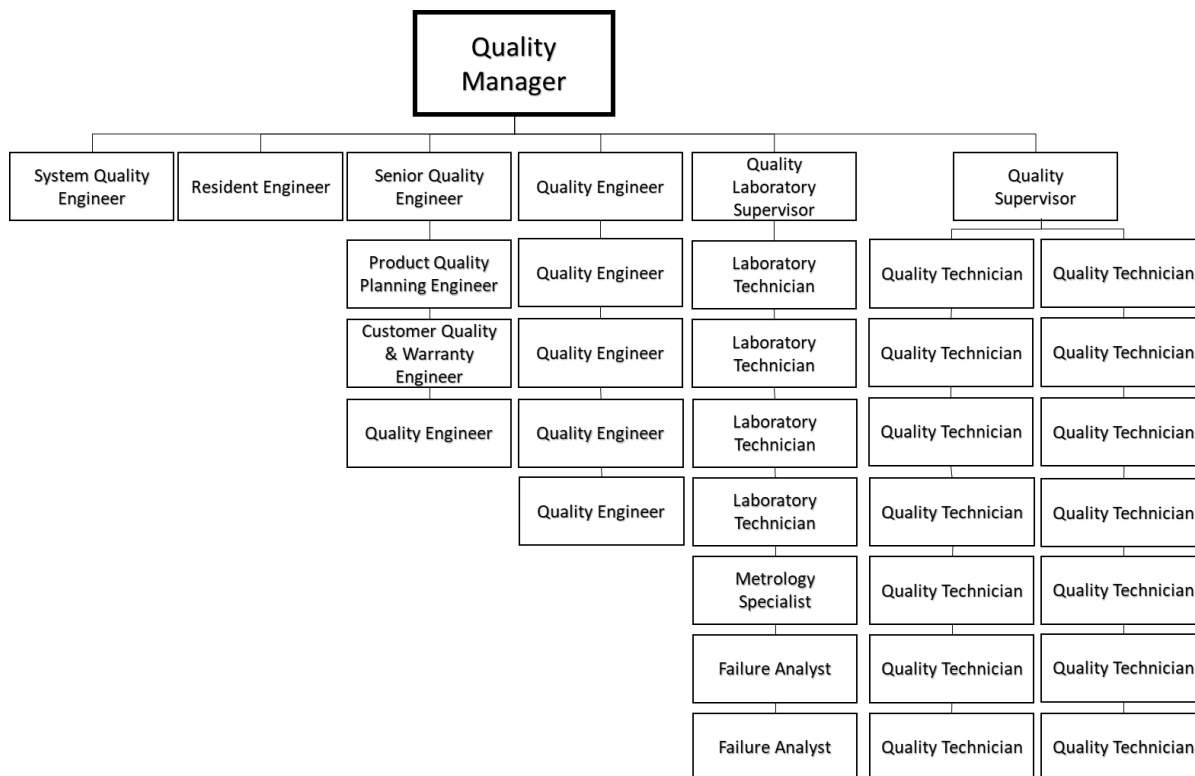 Quality
Manager
System Quality
Engineer
Resident Engineer
Senior Quality
Engineer
Quality Engineer
Quality
Laboratory
Supervisor
Quality
Supervisor
Product Quality
Planning Engineer
Quality Engineer
Laboratory
Technician
Quality Technician
Quality Technician
Customer Quality
& Warranty
Engineer
Quality Engineer
Laboratory
Technician
Quality Technician
Quality Technician
Quality Engineer
Quality Engineer
Laboratory
Technician
Quality Technician
Quality Technician
Quality Engineer
Laboratory
Technician
Quality Technician
Quality Technician
Metrology
Specialist
Quality Technician
Quality Technician
Failure Analyst
Quality Technician
Quality Technician
Failure Analyst
Quality Technician
Quality Technician